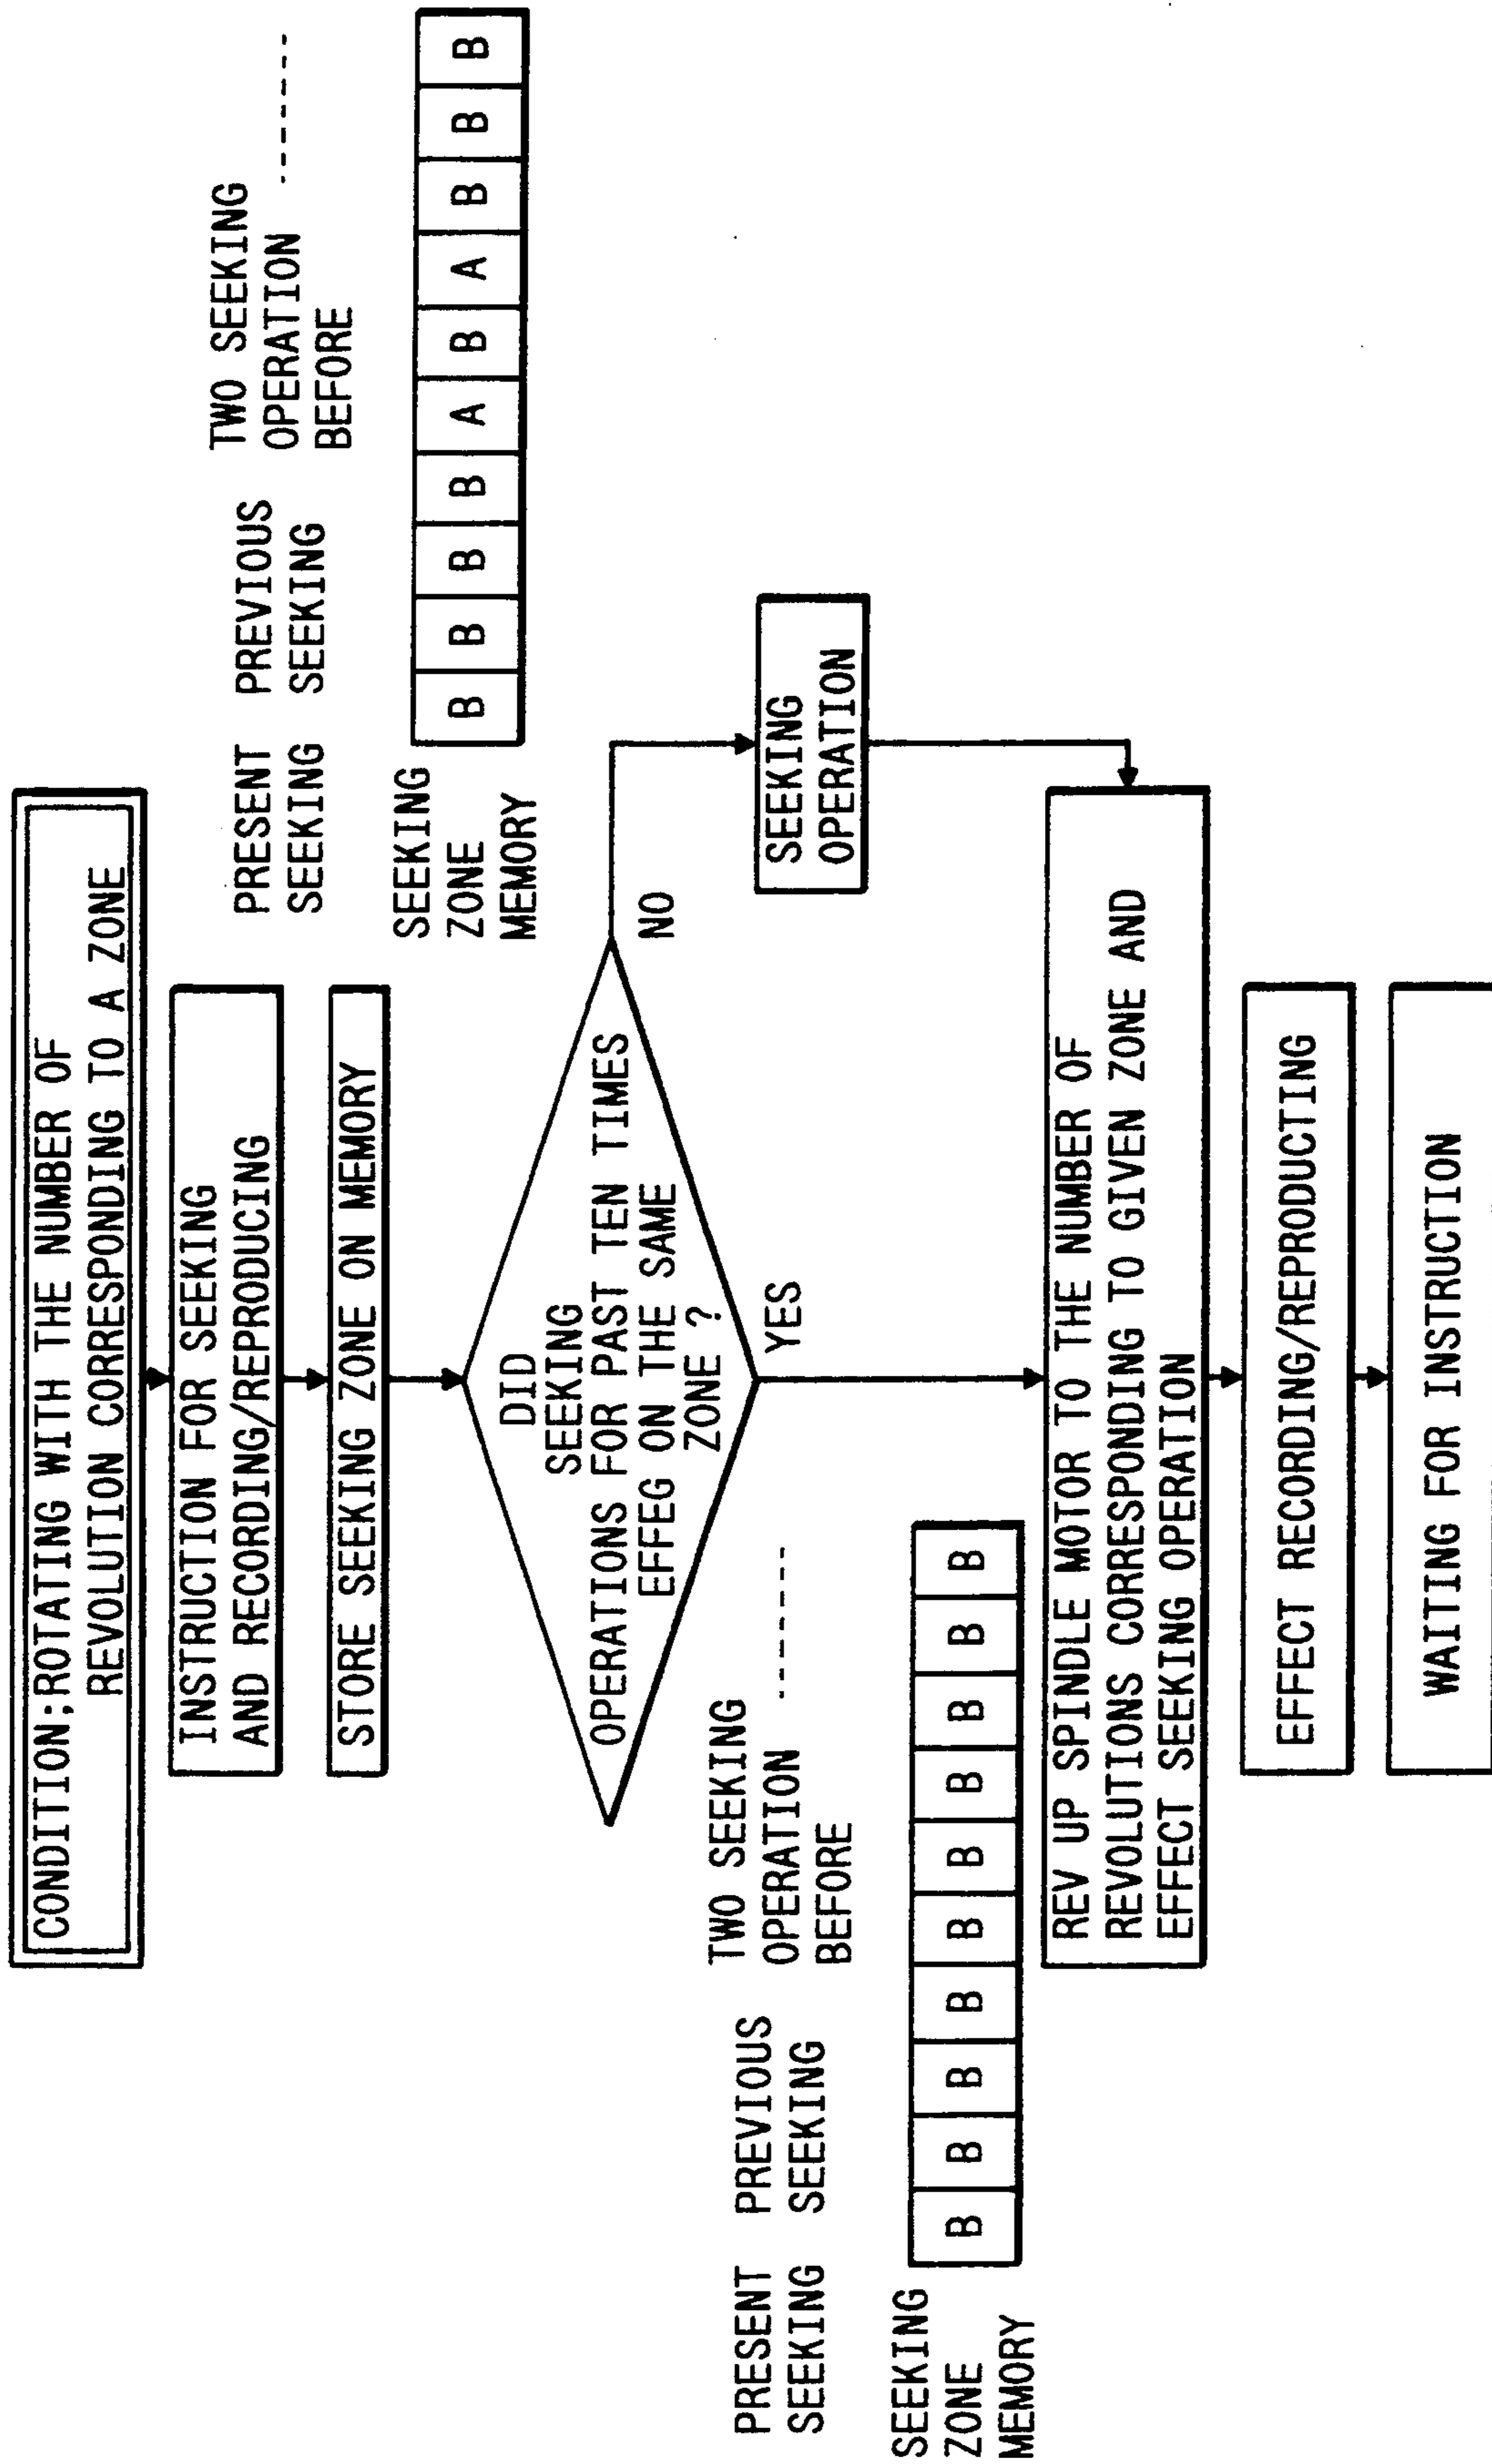 CONDITION;ROTATING WITH THE NUMBER OF
REVOLUTION CORRESPONDING TO A ZONE
INSTRUCTION FOR SEEKING
AND RECORDING/REPRODUCING
STORE SEEKING ZONE ON MEMORY
PRESENT SEEKING
PREVIOUS SEEKING
TWO SEEKING
OPERATION -------
BEFORE
SEEKING
ZONE
MEMORY
B B B B A B A B B B
DID
SEEKING
OPERATIONS FOR PAST TEN TIMES
EFFEG ON THE SAME
ZONE ?
NO
YES
SEEKING
OPERATION
PRESENT SEEKING
PREVIOUS SEEKING
TWO SEEKING
OPERATION -------
BEFORE
SEEKING
ZONE
MEMORY
B B B B B B B B B B
REV UP SPINDLE MOTOR TO THE NUMBER OF
REVOLUTIONS CORRESPONDING TO GIVEN ZONE AND
EFFECT SEEKING OPERATION
EFFECT RECORDING/REPRODUCTING
WAITING FOR INSTRUCTION